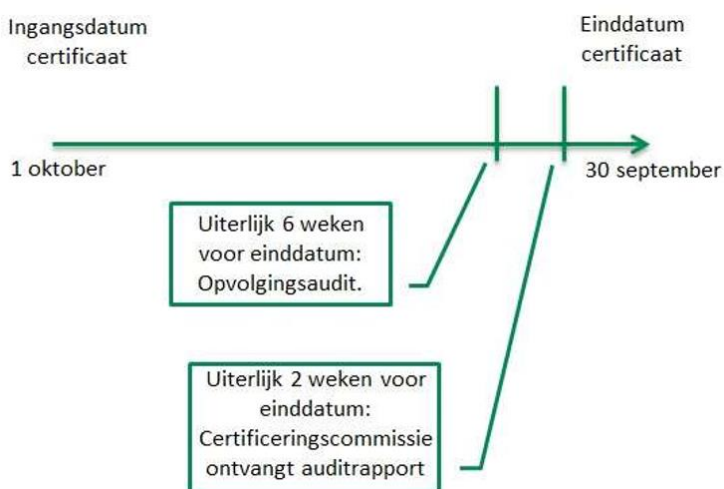 Ingangsdatum
certificaat
Einddatum
certificaat
1 oktober
30 september
Uiterlijk 6 weken
voor einddatum:
Opvolgingsaudit.
Uiterlijk 2 weken voor
einddatum:
Certificeringscommissie
ontvangt auditrapport